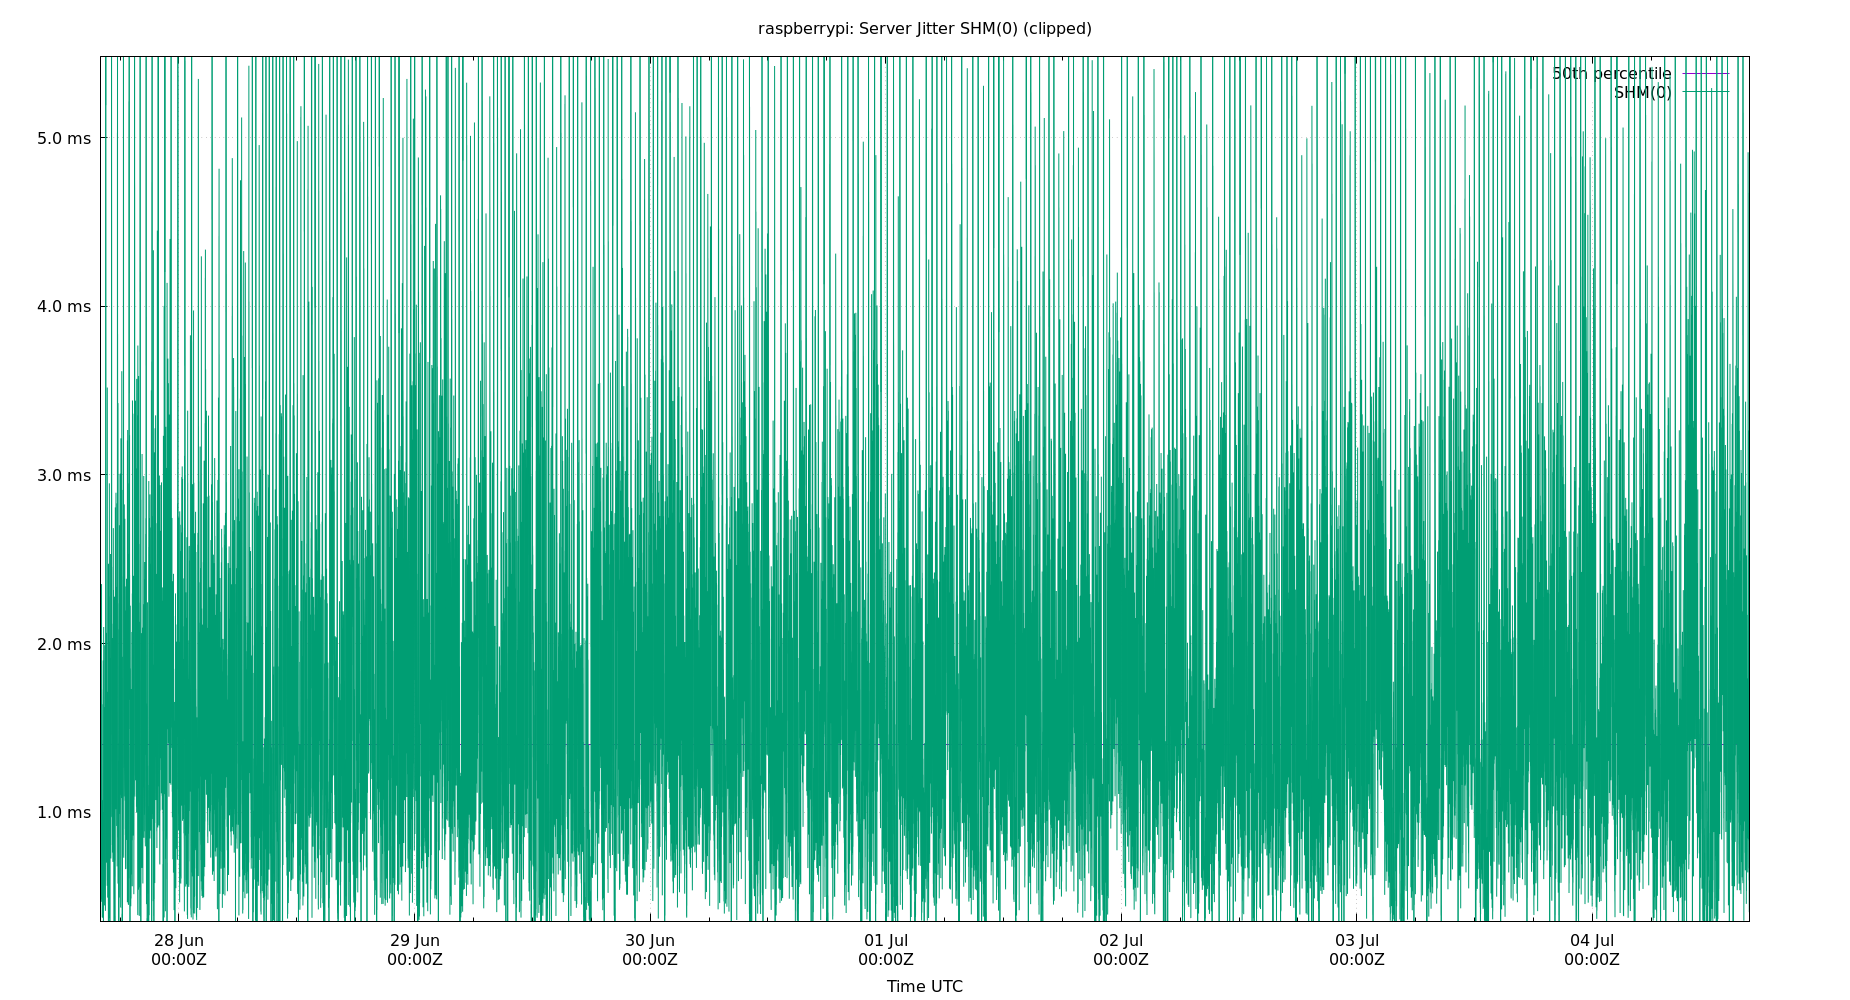 raspberrypi: Server Jitter SHM(0) (clipped)
50th percentile
SHM(0)
5.0 ms
4.0 ms
3.0 ms
2.0 ms
1.0 ms
28 Jun 29 Jun 30 Jun 01 Jul 02 Jul 03 Jul 04 Jul
00:00Z 00:00Z 00:00Z 00:00Z 00:00Z 00:00Z 00:00Z
Time UTC